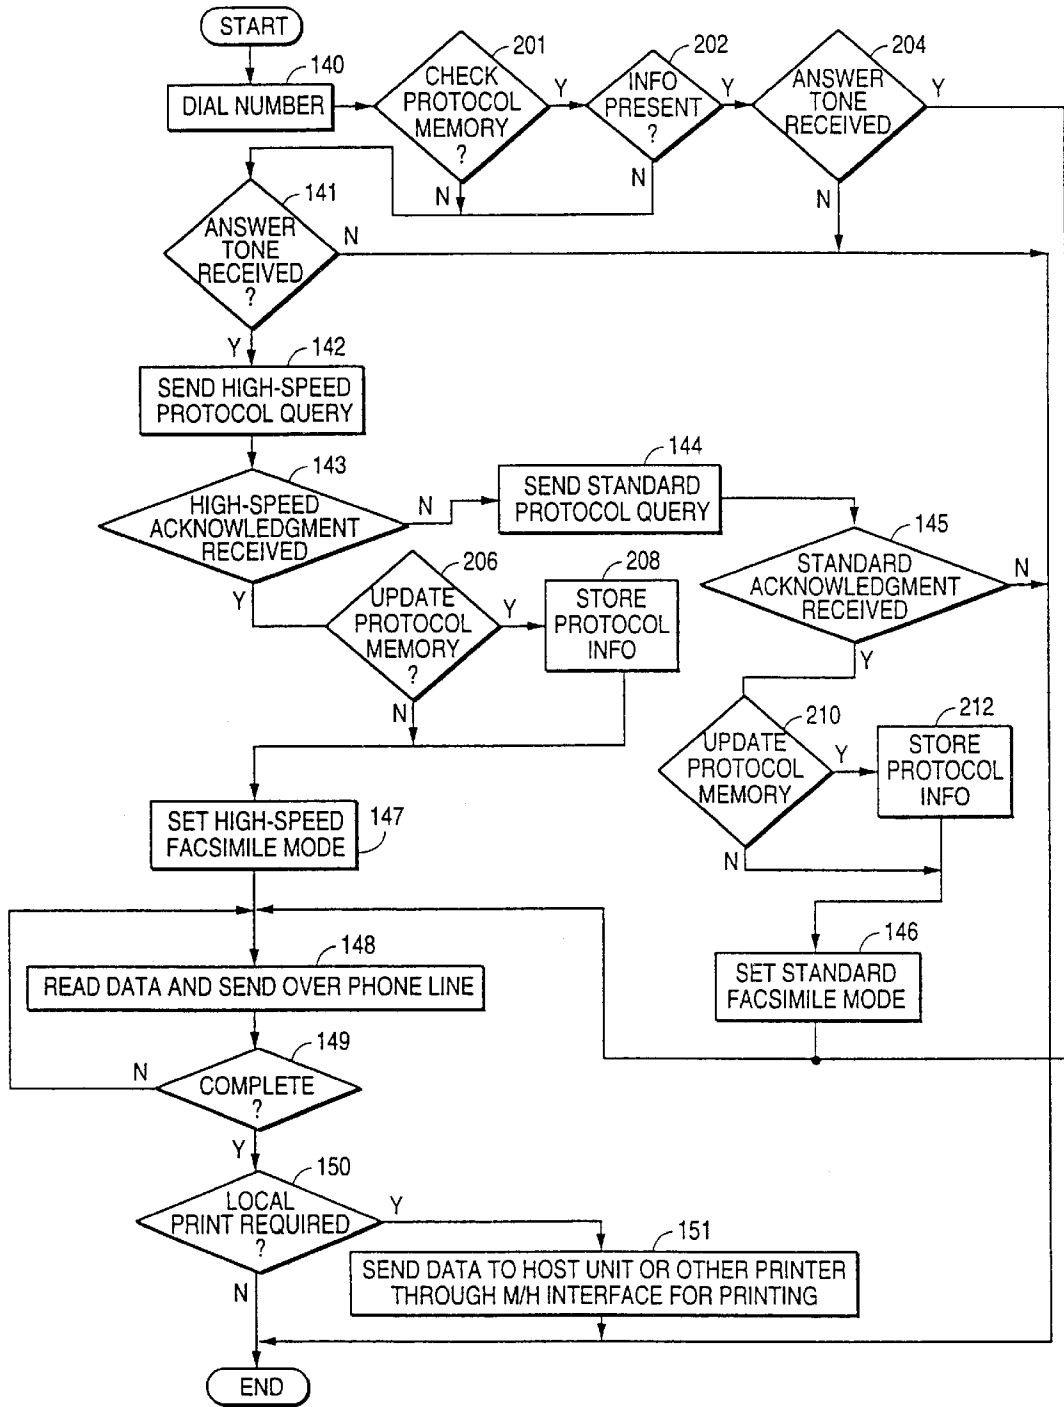 START
140
DIAL NUMBER
201
CHECK
PROTOCOL
MEMORY
?
Y
N
202
INFO
PRESENT
?
Y
N
204
ANSWER
TONE
RECEIVED
Y
N
141
ANSWER
TONE
RECEIVED
?
N
Y
142
SEND HIGH-SPEED
PROTOCOL QUERY
143
HIGH-SPEED
ACKNOWLEDGMENT
RECEIVED
N
Y
144
SEND STANDARD
PROTOCOL QUERY
145
STANDARD
ACKNOWLEDGMENT
RECEIVED
N
Y
206
UPDATE
PROTOCOL
MEMORY
?
Y
N
208
STORE
PROTOCOL
INFO
210
UPDATE
PROTOCOL
MEMORY
Y
N
212
STORE
PROTOCOL
INFO
SET HIGH-SPEED
FACSIMILE MODE
147
146
SET STANDARD
FACSIMILE MODE
148
READ DATA AND SEND OVER PHONE LINE
149
COMPLETE
?
N
Y
150
LOCAL
PRINT REQUIRED
?
Y
N
151
SEND DATA TO HOST UNIT OR OTHER PRINTER
THROUGH M/H INTERFACE FOR PRINTING
END